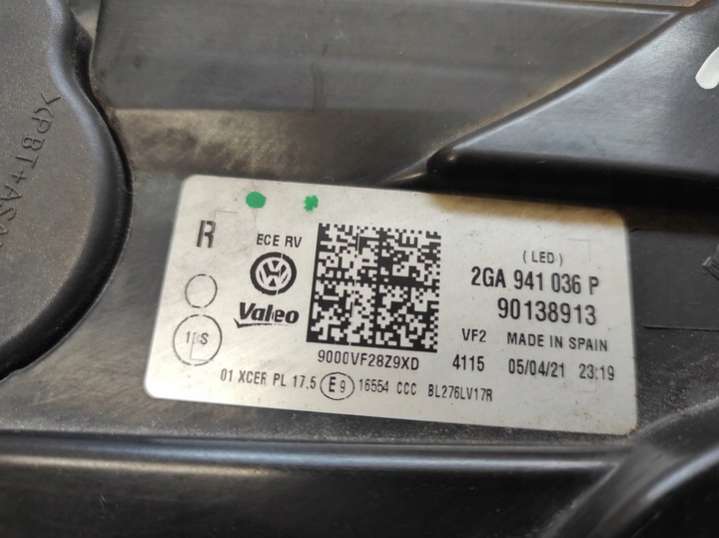 >PBT+ASA
R
ECE RV
(LED)
2GA 941 036 P
90138913
Valeo
VF2 MADE IN SPAIN
9000VF28Z9XD
4115 05/04/21 23:19
01 XCER PL 17.5 E9 16554 CCC BL276LV17R